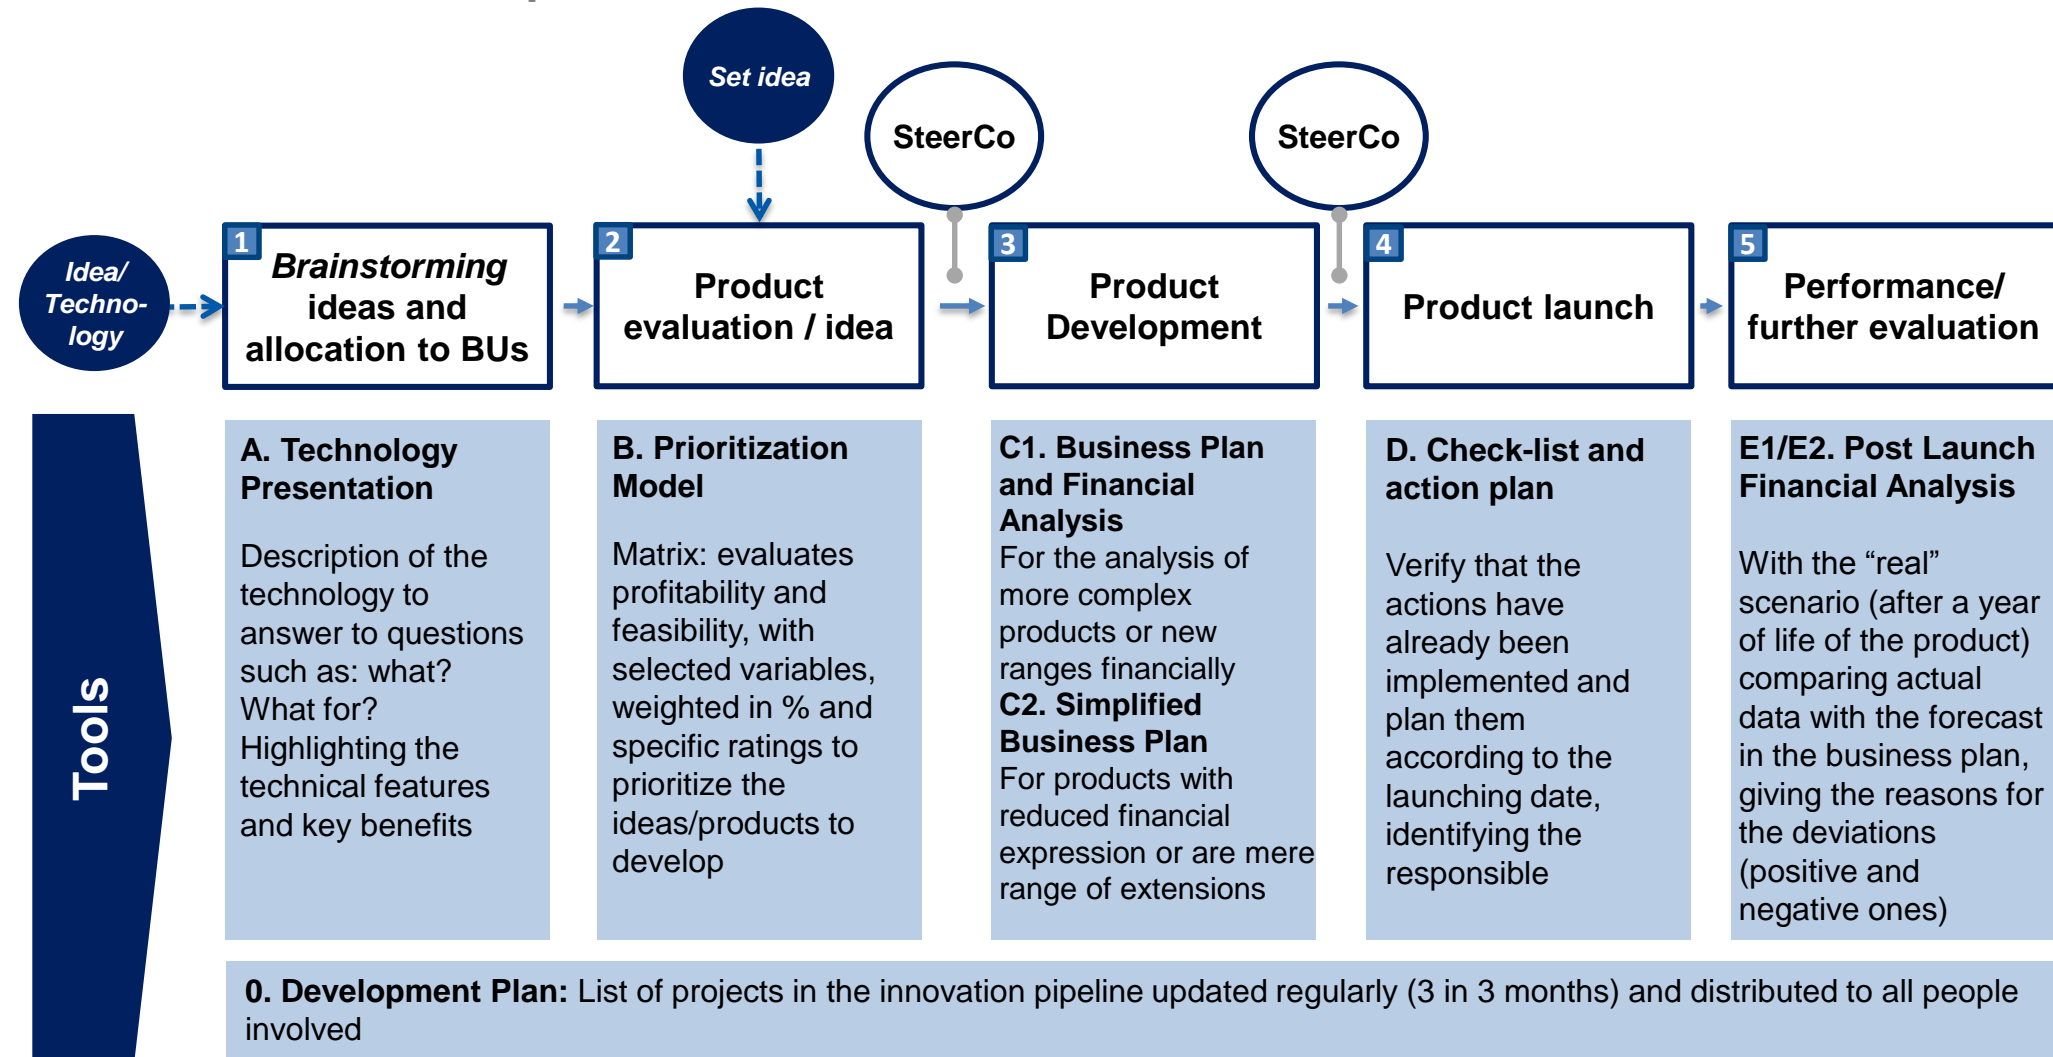 Set idea
SteerCo
SteerCo
Idea/
Techno-
logy
1
Brainstorming
ideas and
allocation to BUs
2
Product
evaluation / idea
3
Product
Development
4
Product launch
5
Performance/
further evaluation
Tools
A. Technology
Presentation
Description of the
technology to
answer to questions
such as: what?
What for?
Highlighting the
technical features
and key benefits
B. Prioritization
Model
Matrix: evaluates
profitability and
feasibility, with
selected variables,
weighted in % and
specific ratings to
prioritize the
ideas/products to
develop
C1. Business Plan
and Financial
Analysis
For the analysis of
more complex
products or new
ranges financially
C2. Simplified
Business Plan
For products with
reduced financial
expression or are mere
range of extensions
D. Check-list and
action plan
Verify that the
actions have
already been
implemented and
plan them
according to the
launching date,
identifying the
responsible
E1/E2. Post Launch
Financial Analysis
With the “real”
scenario (after a year
of life of the product)
comparing actual
data with the forecast
in the business plan,
giving the reasons for
the deviations
(positive and
negative ones)
0. Development Plan: List of projects in the innovation pipeline updated regularly (3 in 3 months) and distributed to all people
involved